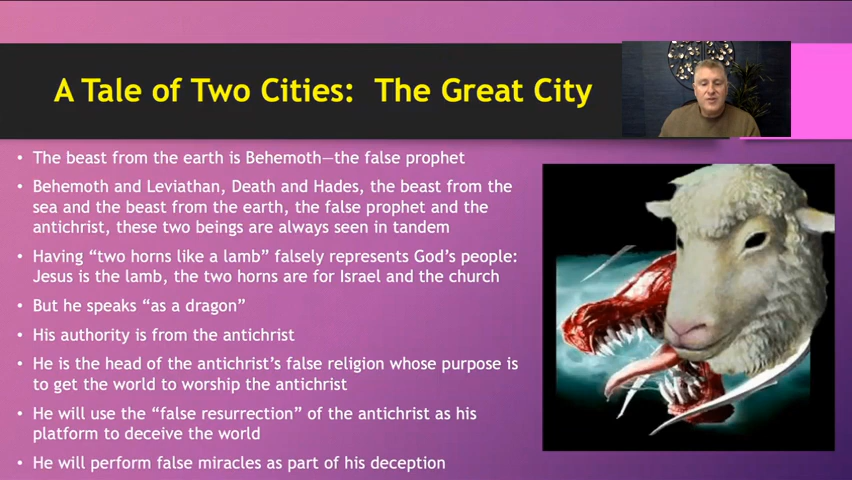 A Tale of Two Cities:  The Great City
• The beast from the earth is Behemoth—the false prophet
• Behemoth and Leviathan, Death and Hades, the beast from the
sea and the beast from the earth, the false prophet and the
antichrist, these two beings are always seen in tandem
• Having “two horns like a lamb” falsely represents God’s people:
Jesus is the lamb, the two horns are for Israel and the church
• But he speaks “as a dragon”
• His authority is from the antichrist
• He is the head of the antichrist’s false religion whose purpose is
to get the world to worship the antichrist
• He will use the “false resurrection” of the antichrist as his
platform to deceive the world
• He will perform false miracles as part of his deception